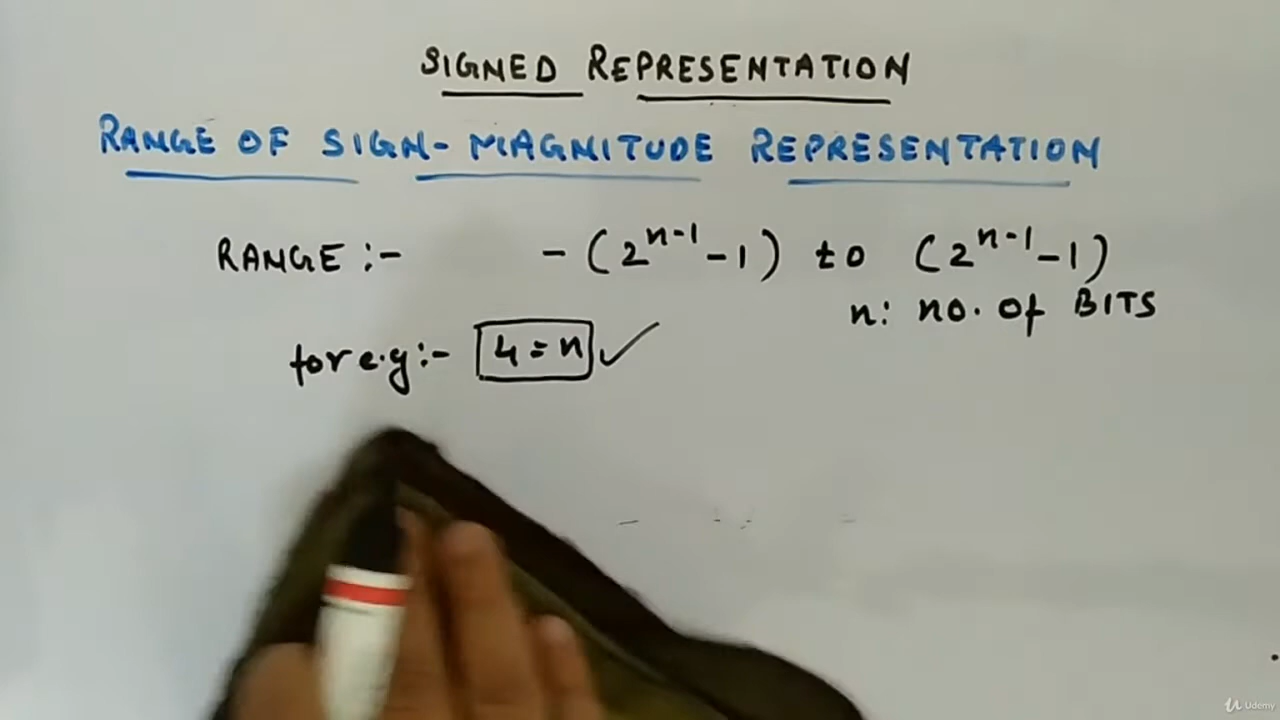 SIGNED REPRESENTATION
RANGE OF SIGN-MAGNITUDE REPRESENTATION
RANGE :- -(2^{n-1}-1) to (2^{n-1}-1)
n: no. of BITS
for e.g:- 4=n ✓
Udemy